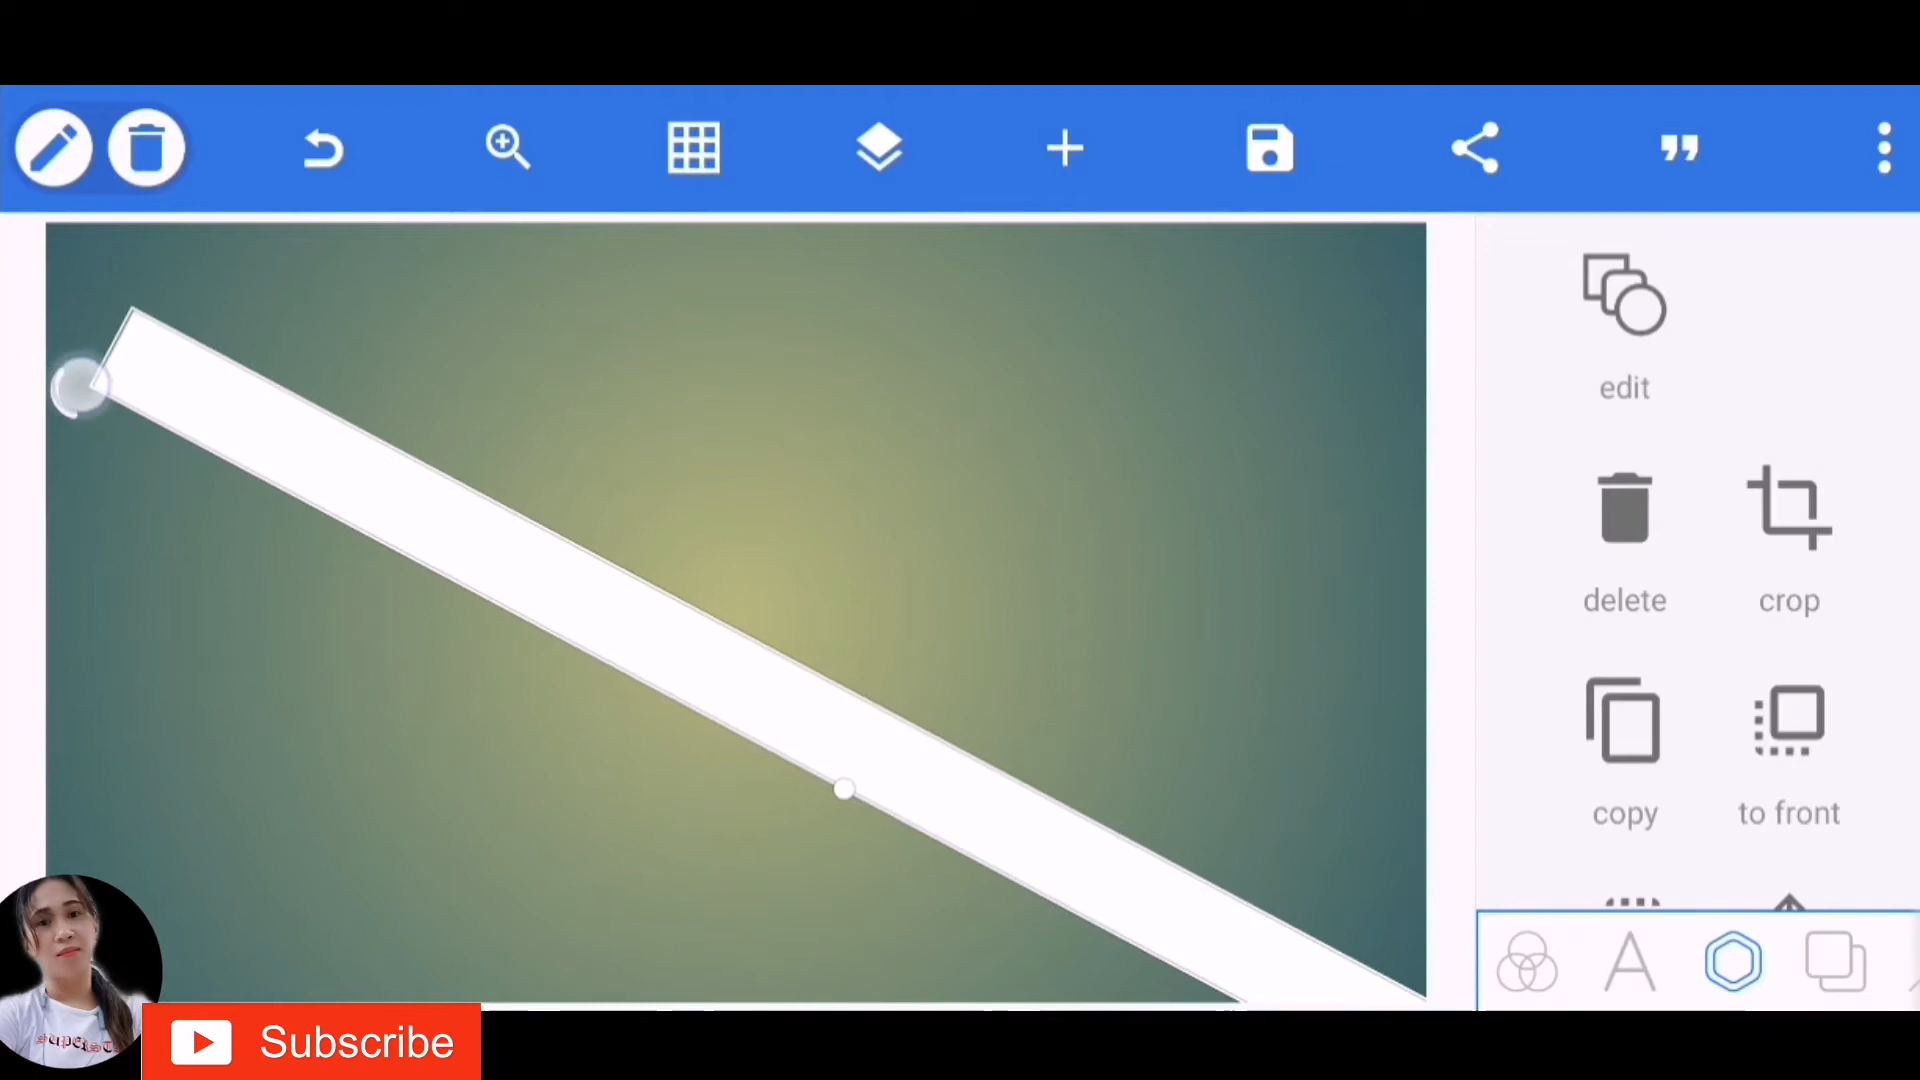 edit
delete
crop
copy
to front
Subscribe